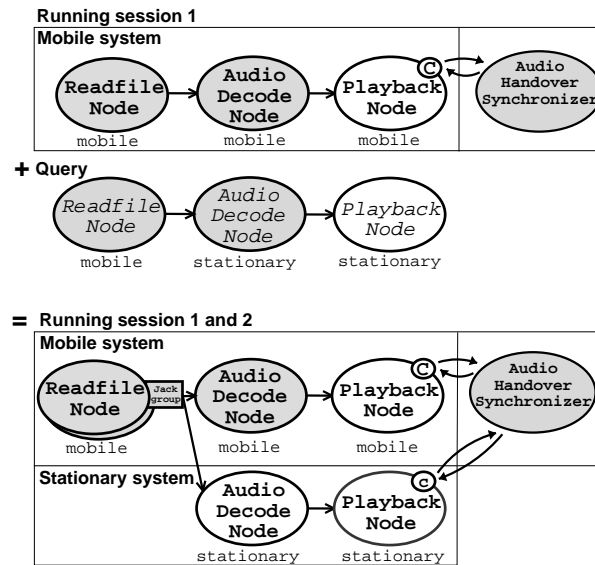 Running session 1
Mobile system
Readfile
Node
mobile
Audio
Decode
Node
mobile
C
Playback
Node
mobile
Audio
Handover
Synchronizer
+ Query
Readfile
Node
mobile
Audio
Decode
Node
stationary
Playback
Node
stationary
= Running session 1 and 2
Mobile system
Readfile
Node
mobile
Jack
group
Audio
Decode
Node
mobile
C
Playback
Node
mobile
Audio
Handover
Synchronizer
Stationary system
Audio
Decode
Node
stationary
c
Playback
Node
stationary